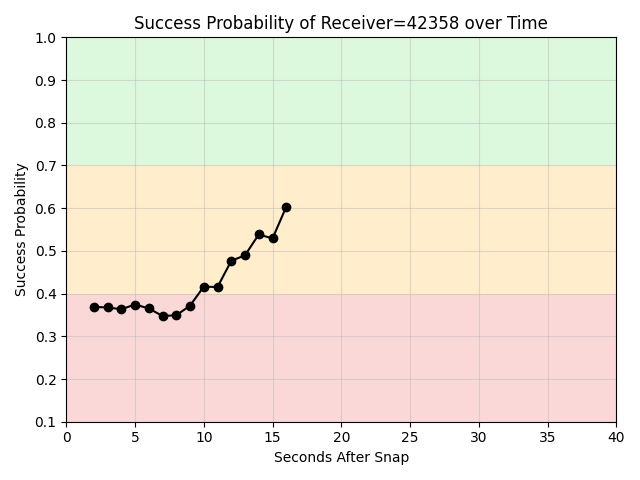 Success Probability of Receiver=42358 over Time
1.0
0.9
0.8
0.7
0.6
0.5
0.4
0.3
0.2
0.1
Success Probability
0 5 10 15 20 25 30 35 40
Seconds After Snap